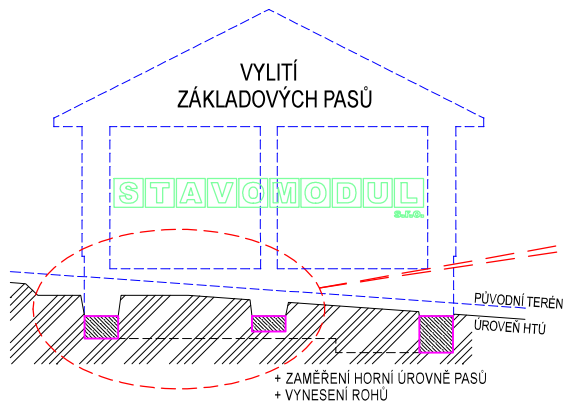 VYLITÍ
ZÁKLADOVÝCH PASŮ
STAVOMODUL
s.r.o.
PŮVODNÍ TERÉN
ÚROVEŇ HTÚ
+ ZAMĚŘENÍ HORNÍ ÚROVNĚ PASŮ
+ VYNESENÍ ROHŮ